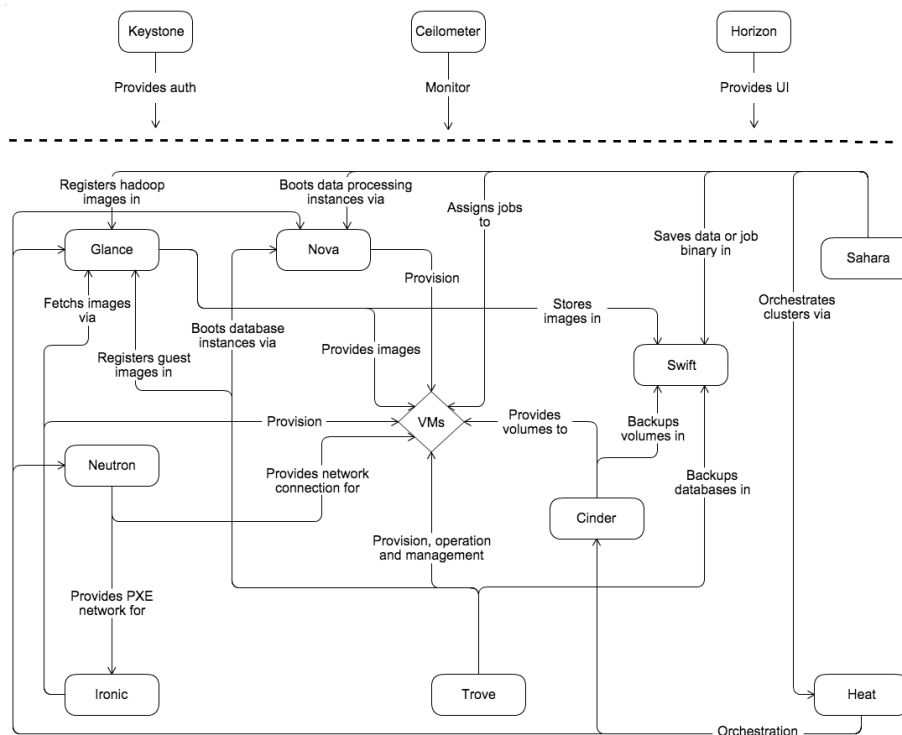 Keystone
Ceilometer
Horizon
Provides auth
Monitor
Provides UI
Registers hadoop
images in
Boots data processing
instances via
Assigns jobs
to
Saves data or job
binary in
Glance
Nova
Sahara
Provision
Fetchs images
via
Stores
images in
Orchestrates
clusters via
Boots database
instances via
Provides images
Registers guest
images in
Swift
VMs
Provision
Provides
volumes to
Backups
volumes in
Neutron
Provides network
connection for
Backups
databases in
Cinder
Provision, operation
and management
Provides PXE
network for
Ironic
Trove
Heat
Orchestration